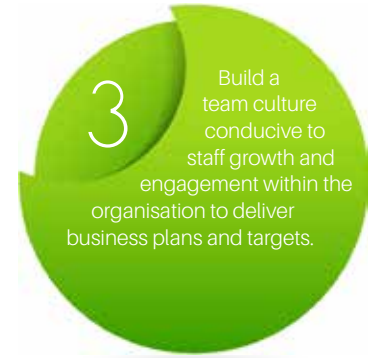 3
Build a
team culture
conducive to
staff growth and
engagement within the
organisation to deliver
business plans and targets.